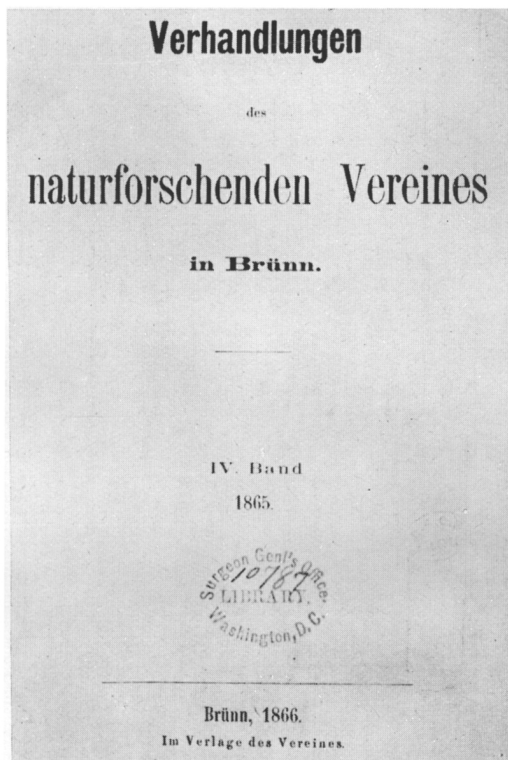 Verhandlungen
des
naturforschenden Vereines
in Brünn.
IV. Band
1865.
Surgeon Genl's Office.
10787
LIBRARY.
Washington, D. C.
Brünn, 1866.
Im Verlage des Vereines.